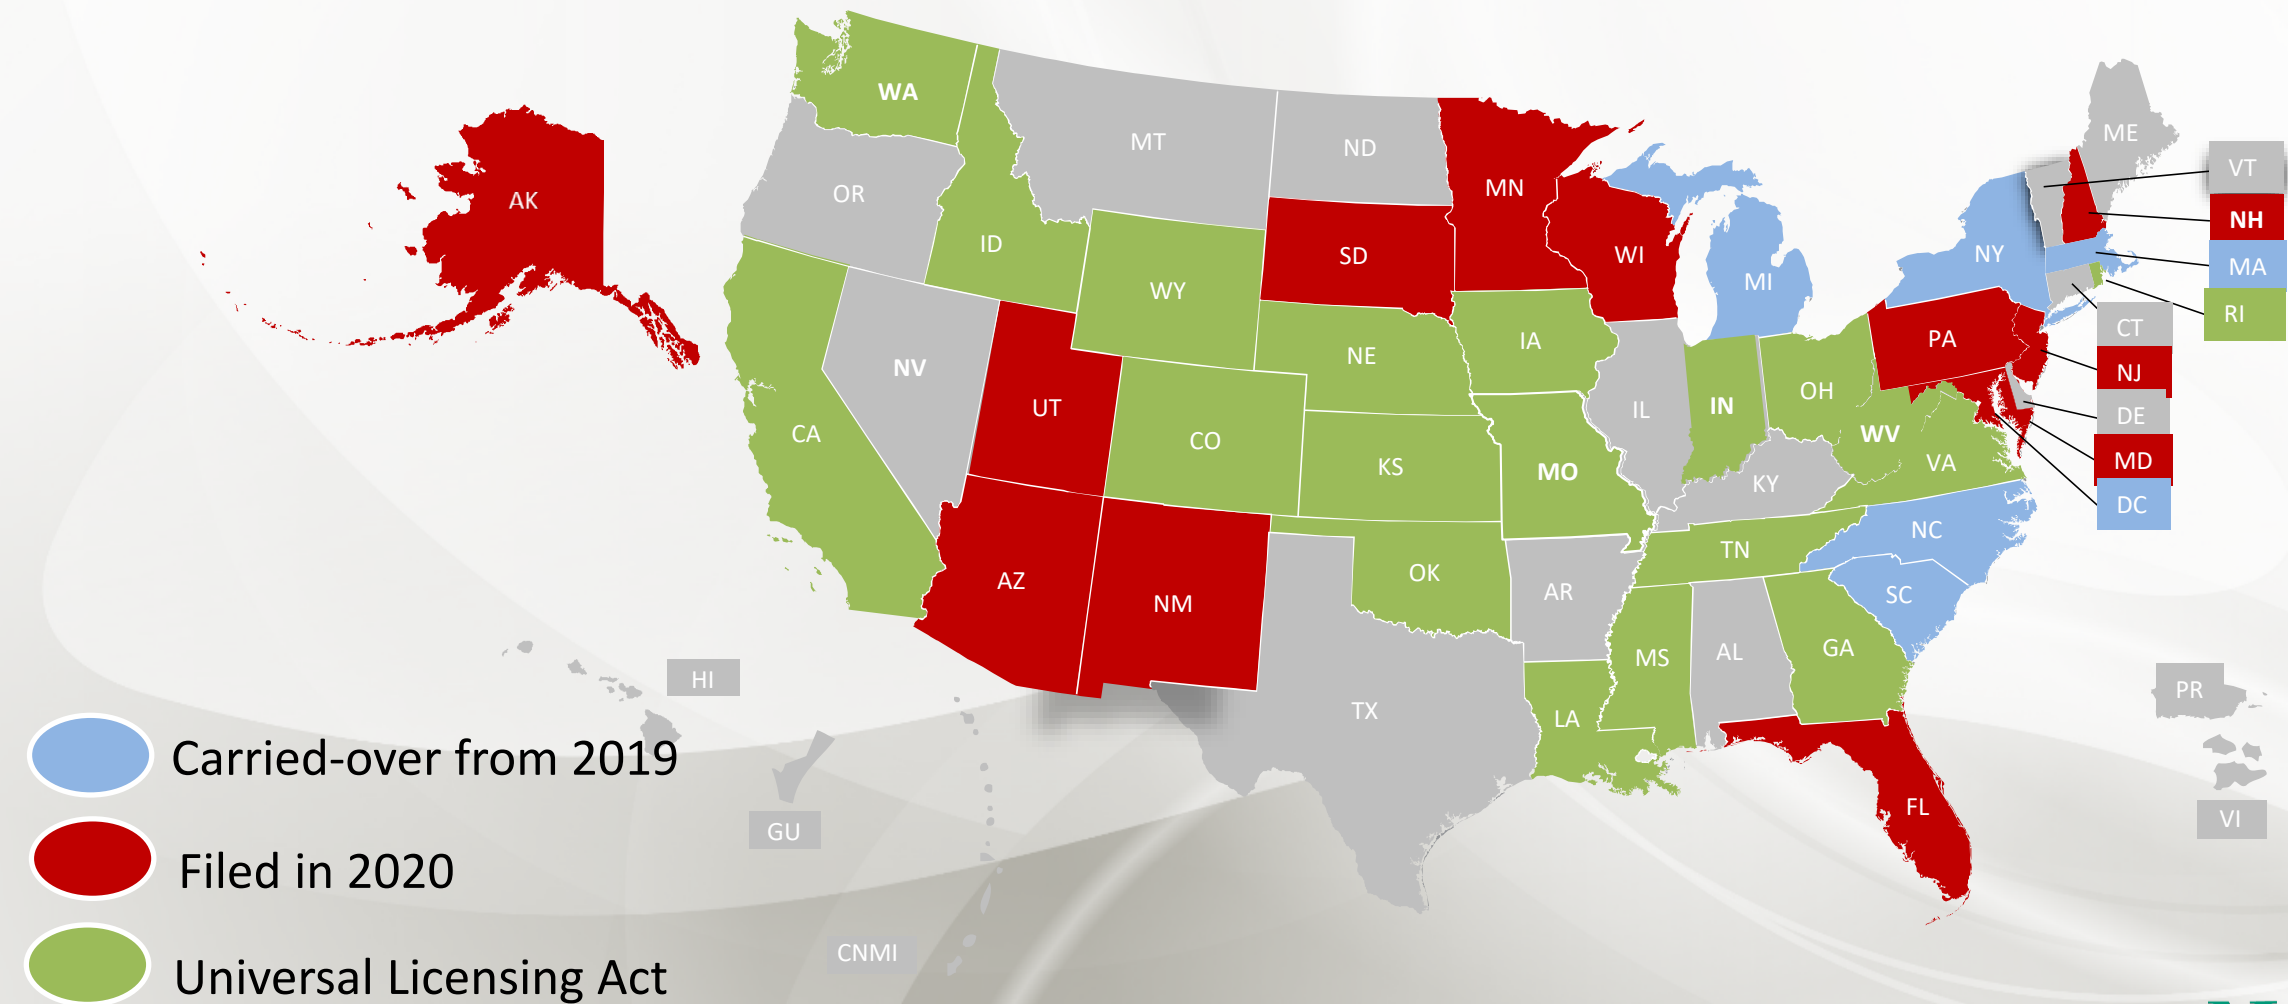 WA
MT
ND
ME
VT
AK
OR
MN
NH
ID
SD
WI
NY
MA
MI
WY
RI
CT
NE
IA
PA
NV
NJ
UT
IL
IN
OH
DE
CA
CO
WV
KS
MO
VA
MD
KY
DC
NC
TN
AZ
OK
AR
SC
NM
MS
AL
GA
HI
PR
TX
LA
Carried-over from 2019
FL
GU
VI
Filed in 2020
CNMI
Universal Licensing Act